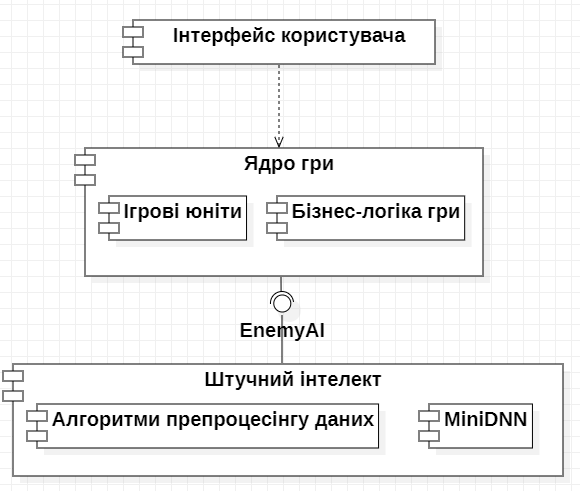 Інтерфейс користувача
Ядро гри
Ігрові юніти
Бізнес-логіка гри
EnemyAI
Штучний інтелект
Алгоритми препроцесінгу даних
MiniDNN